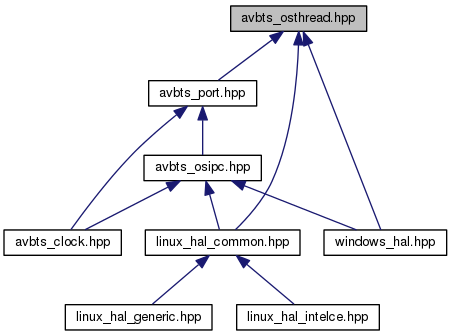 avbts_osthread.hpp
avbts_port.hpp
avbts_osipc.hpp
avbts_clock.hpp
linux_hal_common.hpp
windows_hal.hpp
linux_hal_generic.hpp
linux_hal_intelce.hpp